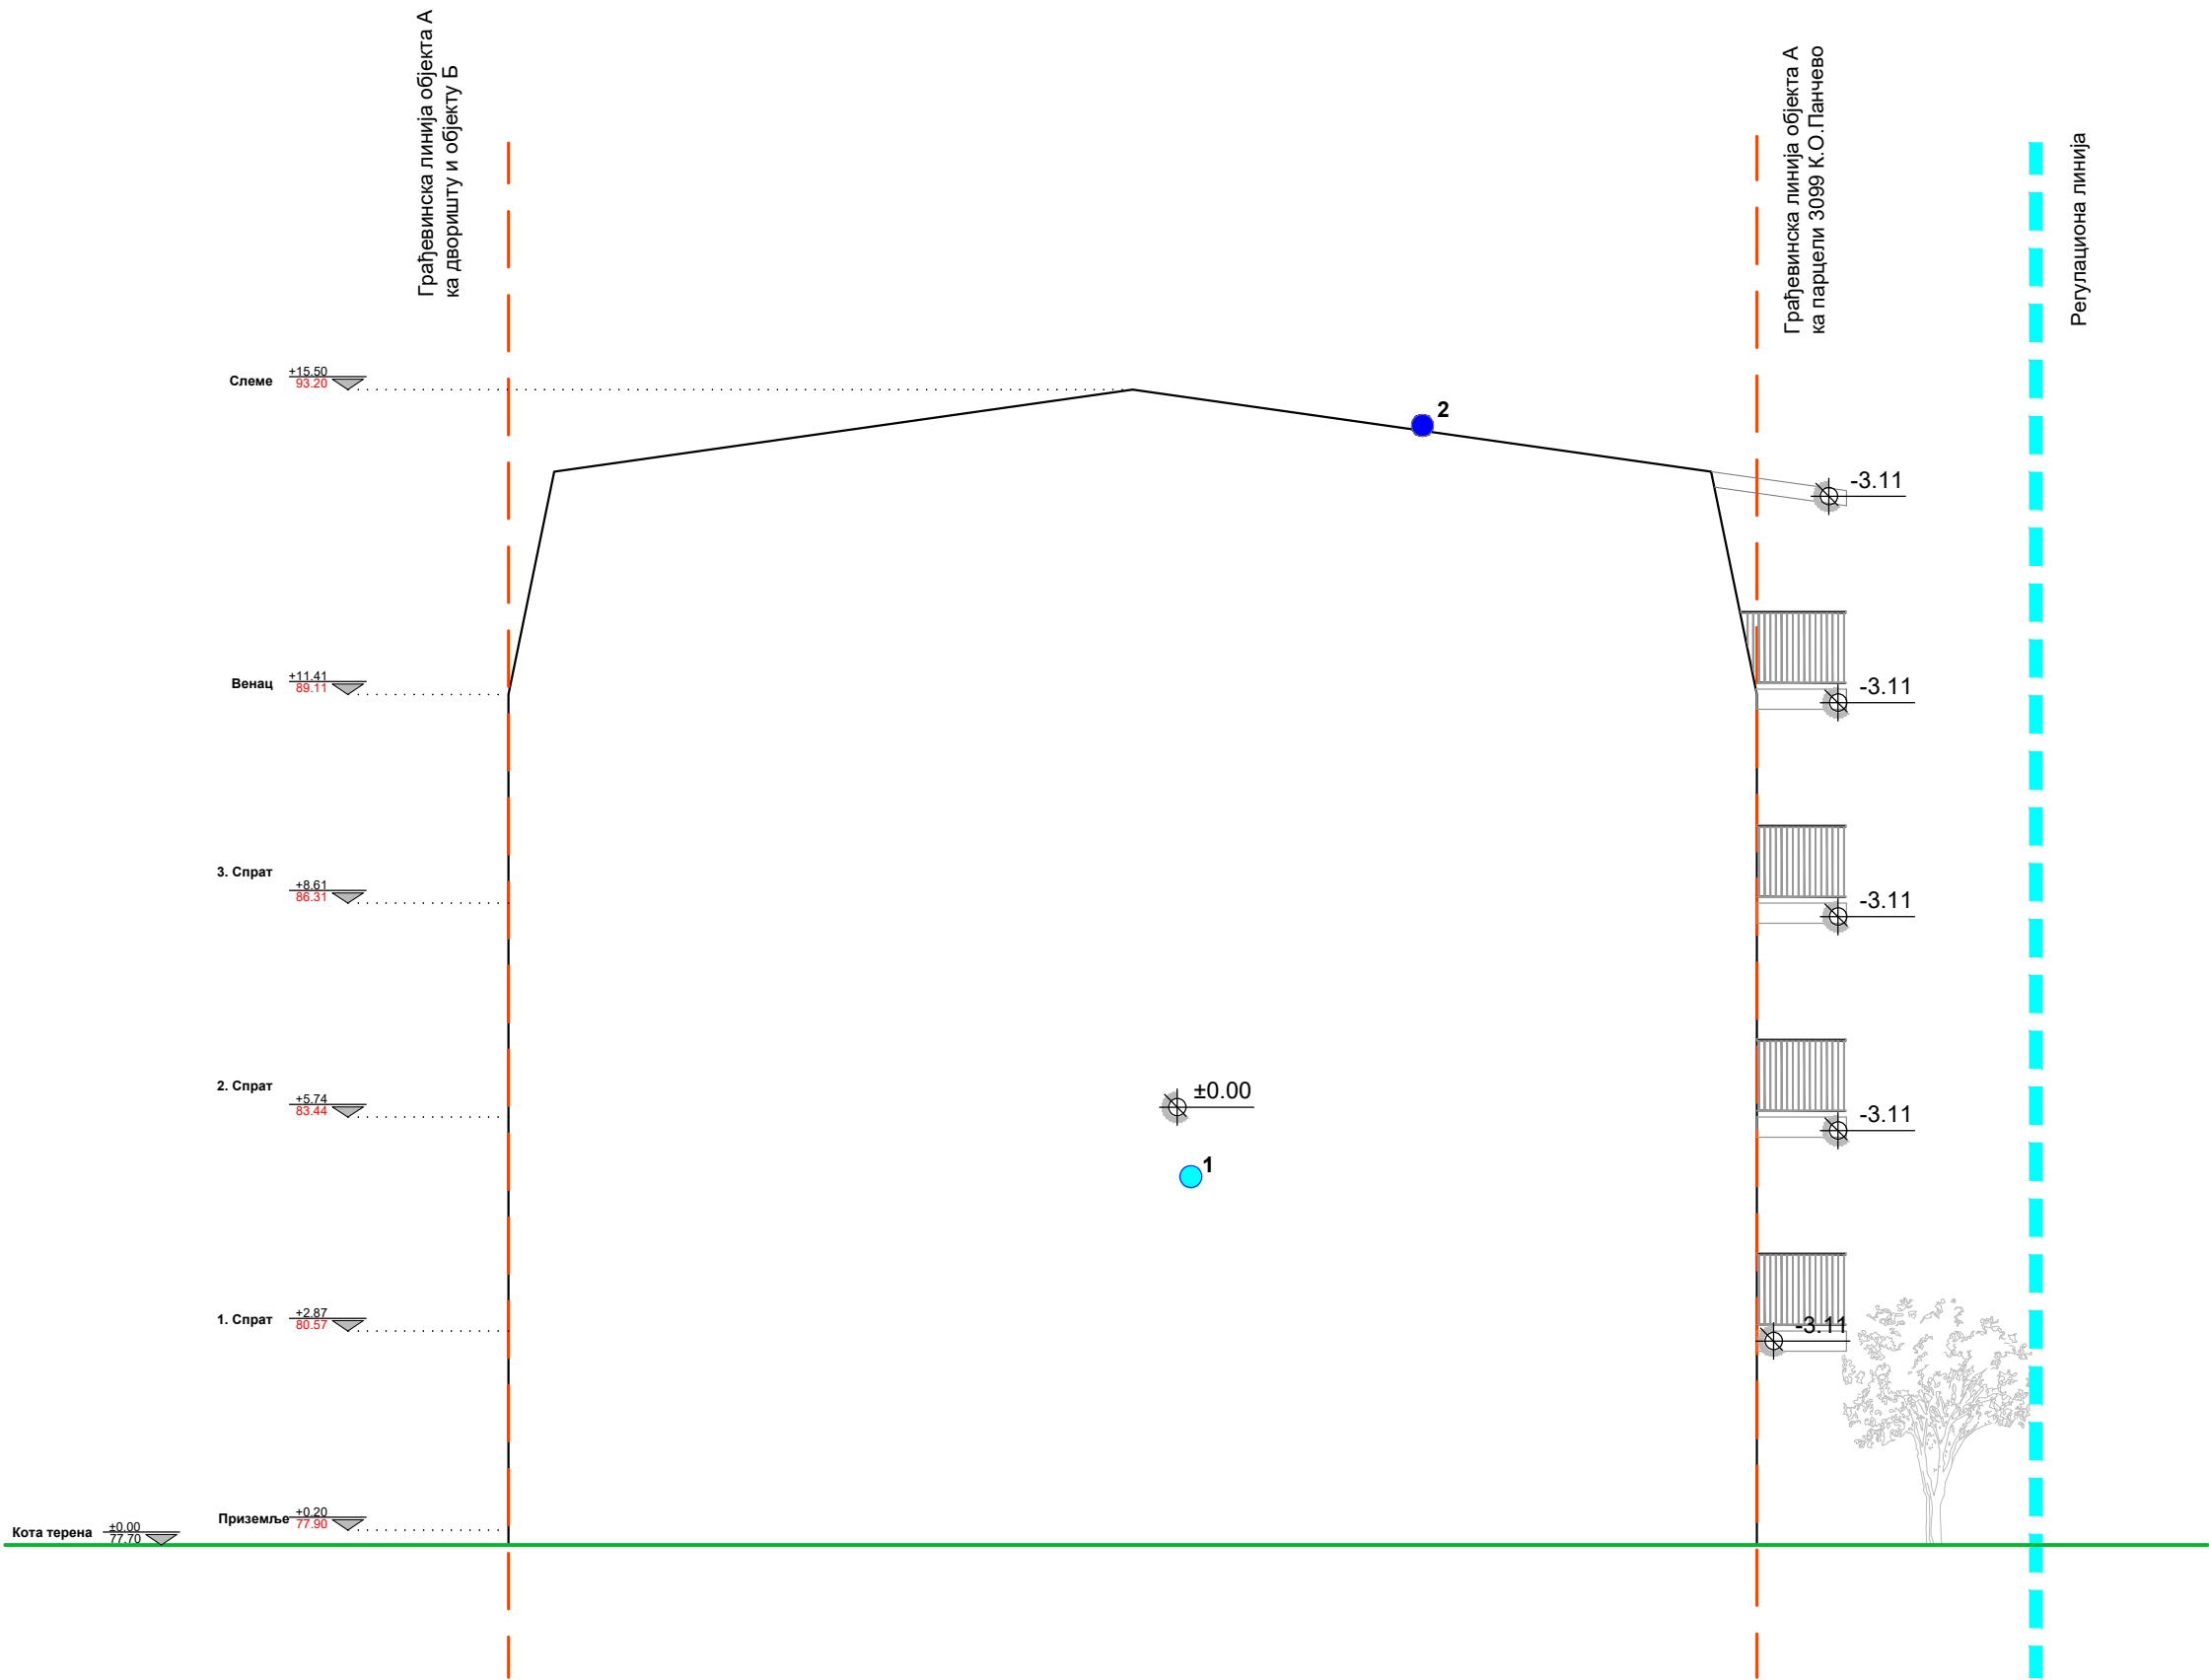 Грађевинска линија објекта А
ка дворишту и објекту Б
Грађевинска линија објекта А
ка парцели 3099 К.О.Панчево
Регулациона линија
Слеме
+15.50
93.20
2
-3.11
Венац
+11.41
89.11
-3.11
3. Спрат
+8.61
86.31
-3.11
2. Спрат
+5.74
83.44
±0.00
-3.11
1
1. Спрат
+2.87
80.57
-3.11
Приземље
+0.20
77.90
Кота терена
±0.00
77.70